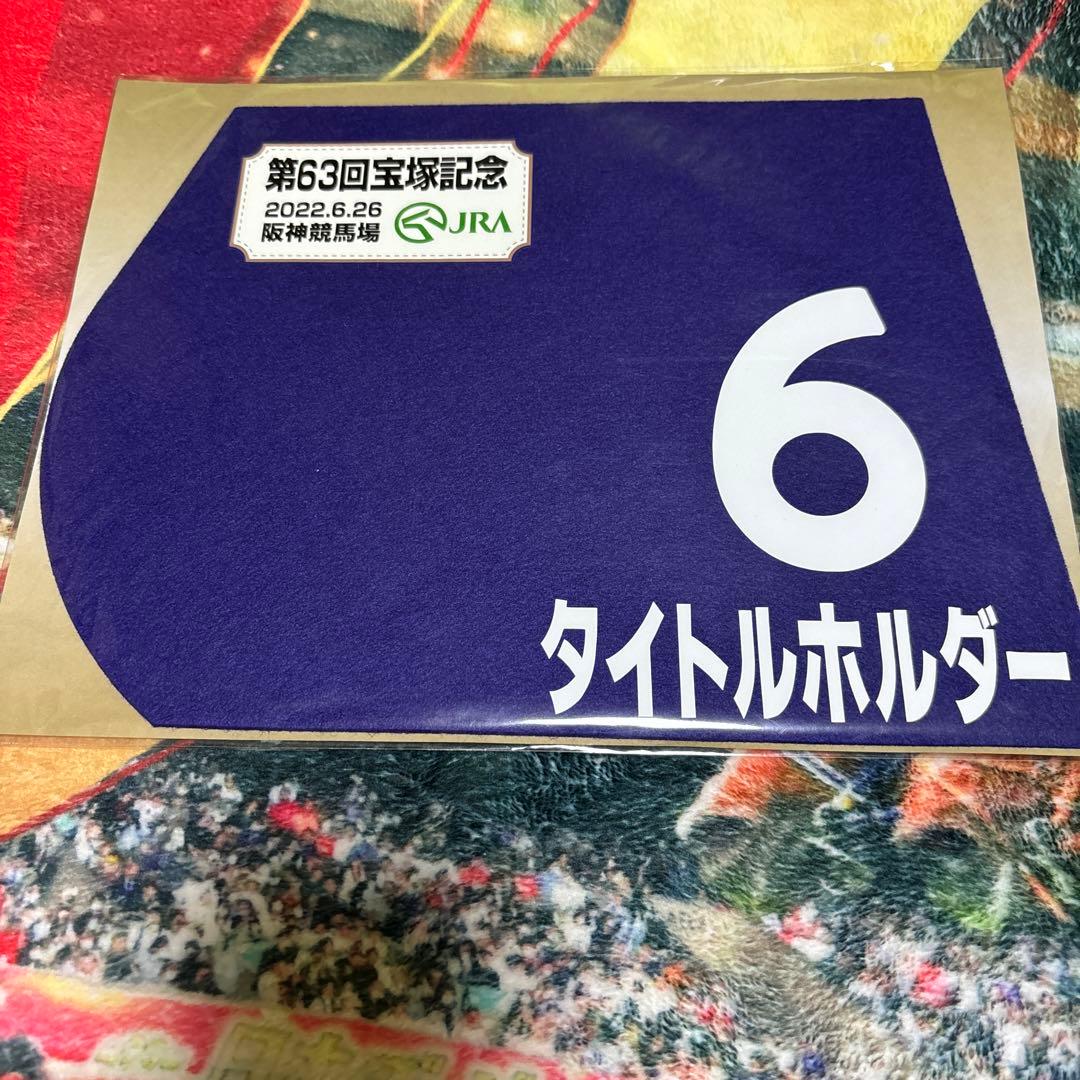 第63回宝塚記念
2022.6.26
阪神競馬場
JRA
6
タイトルホルダー